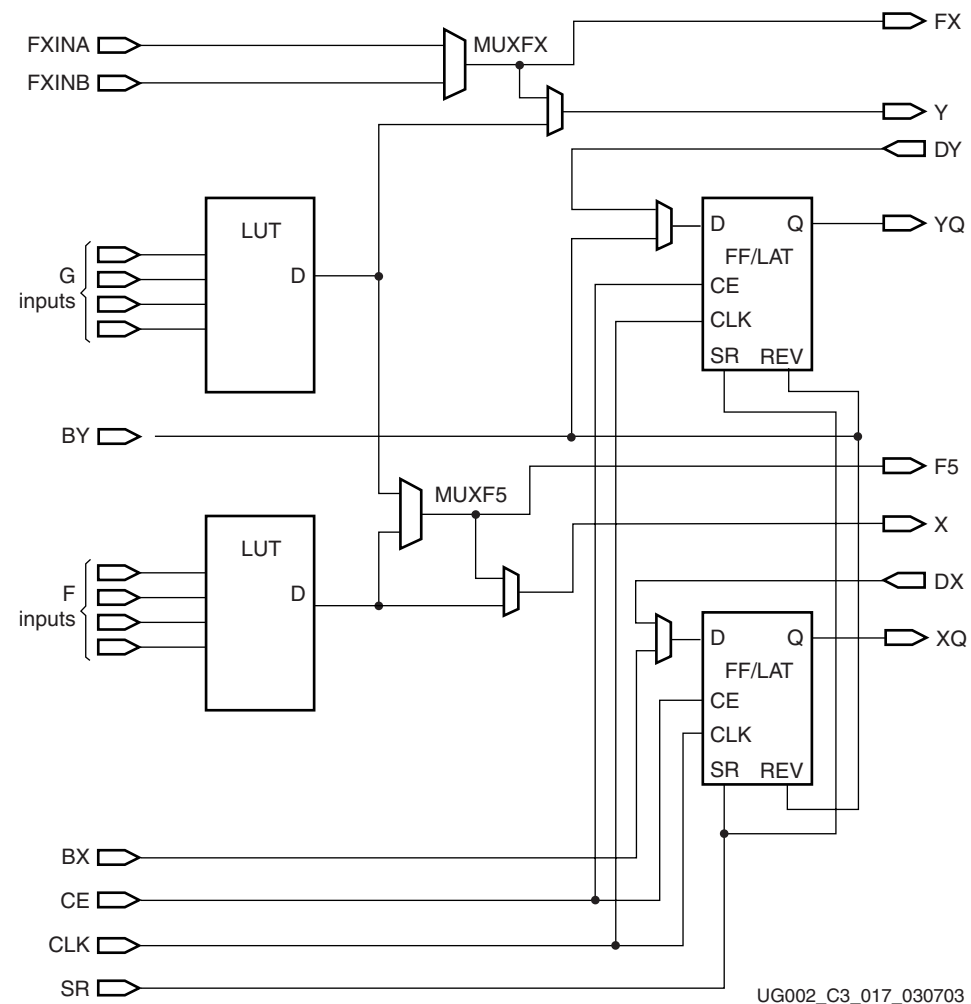 FX
FXINA
MUXFX
FXINB
Y
DY
LUT
D
G
inputs
D
Q
YQ
FF/LAT
CE
CLK
SR
REV
BY
F5
MUXF5
X
LUT
D
F
inputs
DX
D
Q
XQ
FF/LAT
CE
CLK
SR
REV
BX
CE
CLK
SR
UG002_C3_017_030703